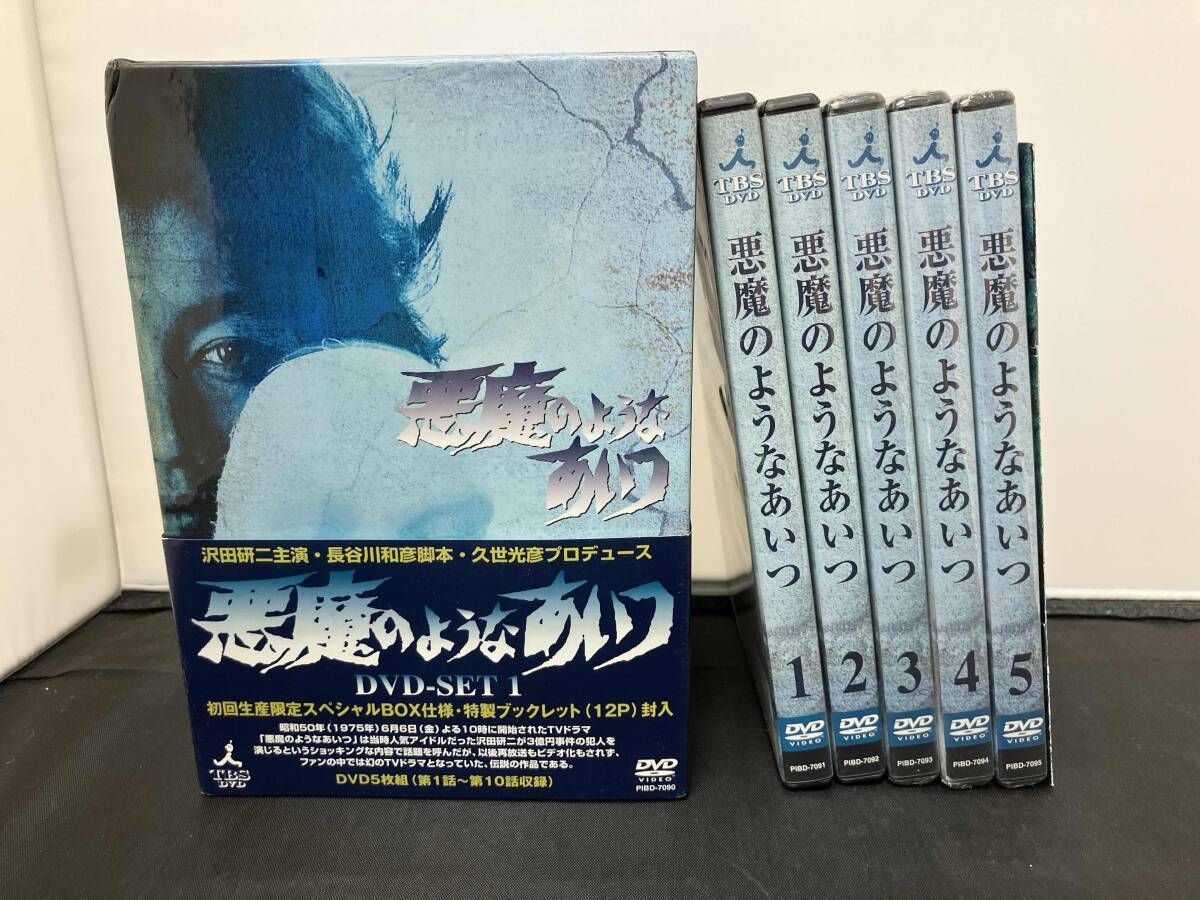 悪魔のような
あいつ
沢田研二主演・長谷川和彦脚本・久世光彦プロデュース
悪魔のようなあいつ
DVD-SET 1
初回生産限定スペシャルBOX仕様・特製ブックレット（12P）封入
昭和50年（1975年）6月6日（金）よる10時に開始されたTVドラマ
「悪魔のようなあいつ」は当時人気アイドルだった沢田研二が3億円事件の犯人を
演じるというショッキングな内容で話題を呼んだが、以後再放送もビデオ化もされず、
ファンの中では幻のTVドラマとなっていた、伝説の作品である。
DVD5枚組（第1話〜第10話収録）
TBS
DVD
DVD
VIDEO
PIBD-7090
TBS
DVD
悪魔のようなあいつ
1
DVD
VIDEO
PIBD-7091
TBS
DVD
悪魔のようなあいつ
2
DVD
VIDEO
PIBD-7092
TBS
DVD
悪魔のようなあいつ
3
DVD
VIDEO
PIBD-7093
TBS
DVD
悪魔のようなあいつ
4
DVD
VIDEO
PIBD-7094
TBS
DVD
悪魔のようなあいつ
5
DVD
VIDEO
PIBD-7095